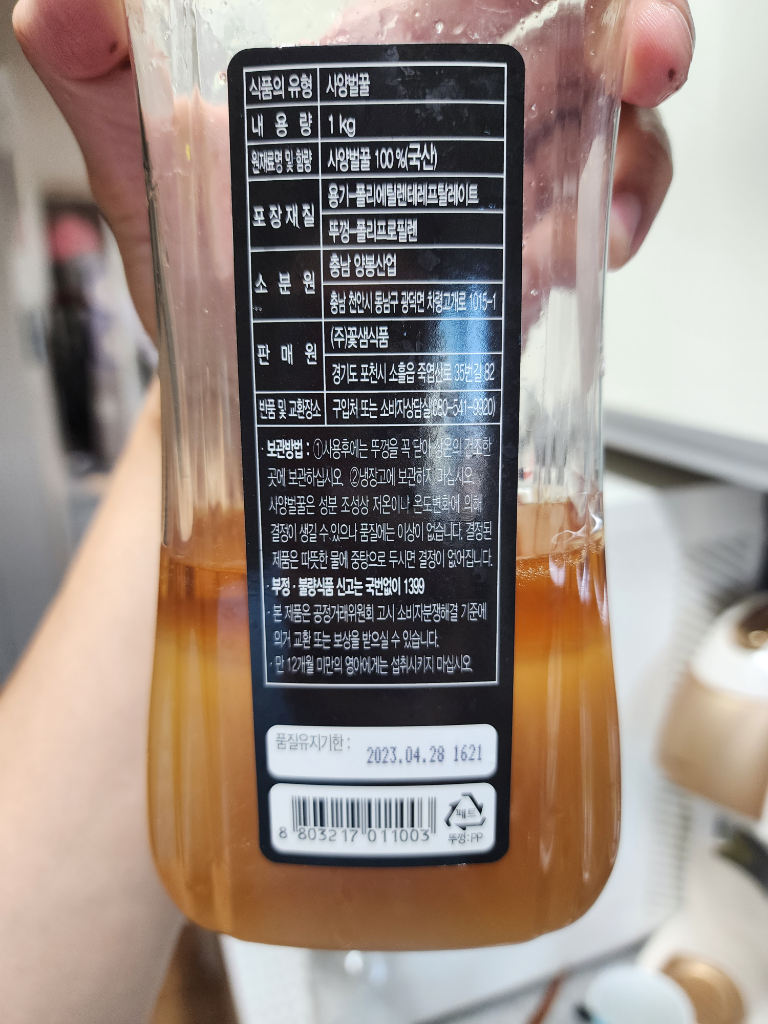 식품의 유형 사양벌꿀
내 용 량 1 kg
원재료명 및 함량 사양벌꿀 100 %(국산)
포 장 재 질 용기-폴리에틸렌테레프탈레이트
뚜껑-폴리프로필렌
소 분 원 충남 양봉산업
충남 천안시 동남구 광덕면 차령고개로 1015-1
판 매 원 (주)꽃샘식품
경기도 포천시 소흘읍 죽엽산로 35번길 82
반품 및 교환장소 구입처 또는 소비자상담실(080-541-9920)
· 보관방법 : ①사용후에는 뚜껑을 꼭 닫아 상온의 건조한
곳에 보관하십시오. ②냉장고에 보관하지 마십시오.
사양벌꿀은 성분 조성상 저온이나 온도변화에 의해
결정이 생길 수 있으나 품질에는 이상이 없습니다. 결정된
제품은 따뜻한 물에 중탕으로 두시면 결정이 없어집니다.
· 부정 · 불량식품 신고는 국번없이 1399
· 본 제품은 공정거래위원회 고시 소비자분쟁해결 기준에
의거 교환 또는 보상을 받으실 수 있습니다.
· 만 12개월 미만의 영아에게는 섭취시키지 마십시오.
품질유지기한 :
2023.04.28 1621
8 803217 011003
페트
뚜껑:PP